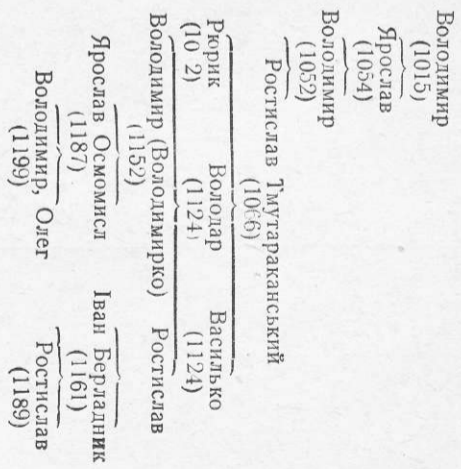 Володимир
(1015)
Ярослав
(1054)
Володимир
(1052)
Ростислав Тмутараканський
(1066)
Рюрик Володар Василько
(10 2) (1124) (1124)
Володимир (Володимирко) Ростислав
(1152)
Ярослав Осмомисл Іван Берладник
(1187) (1161)
Володимир, Олег Ростислав
(1199) (1189)